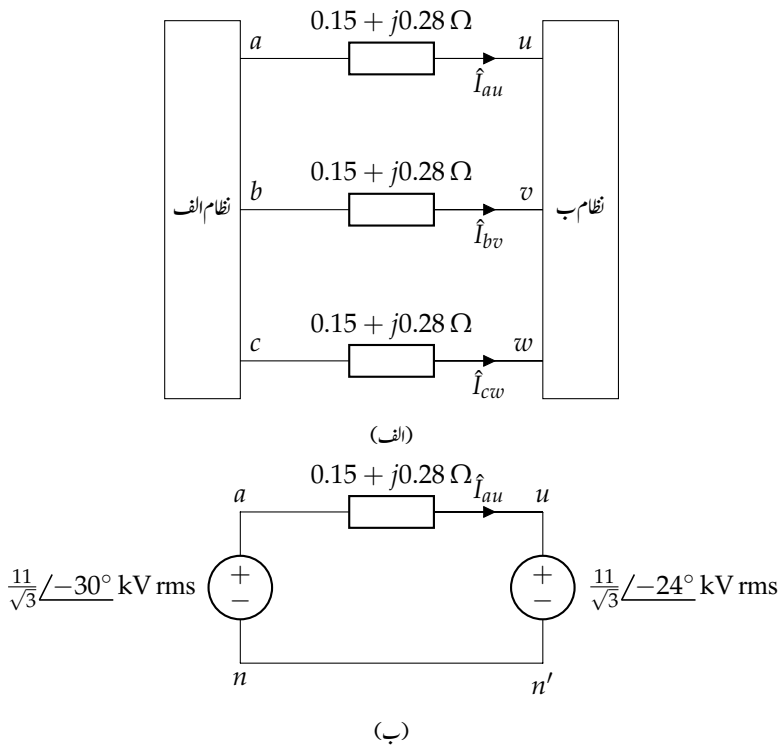 0.15 + j0.28 Ω
a u
Î_au
0.15 + j0.28 Ω
نظام الف b v نظام ب
Î_bv
0.15 + j0.28 Ω
c w
Î_cw
(الف)
0.15 + j0.28 Ω Î_au
a u
11/√3 ∠−30° kV rms + − + − 11/√3 ∠−24° kV rms
n n′
(ب)